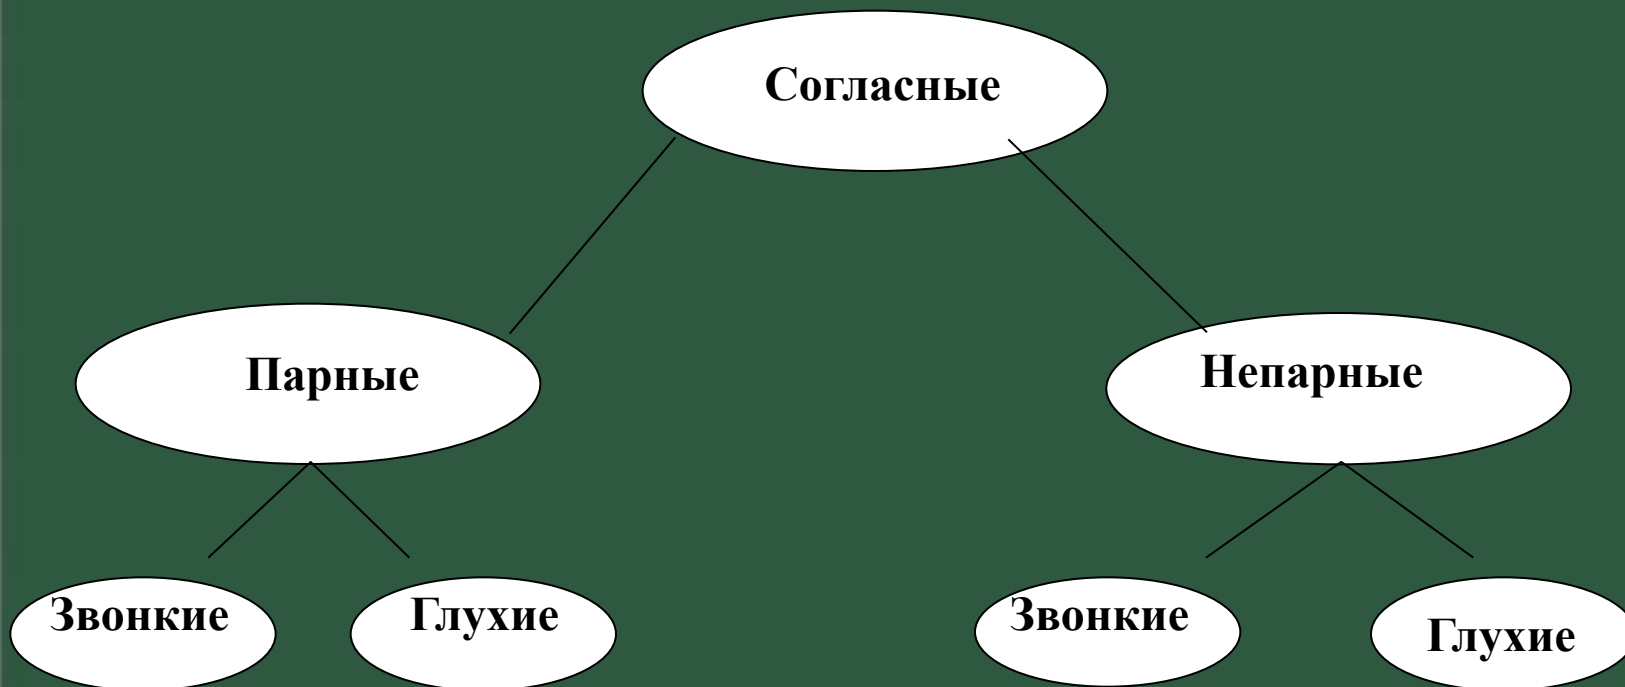 Согласные
Парные
Непарные
Звонкие
Глухие
Звонкие
Глухие